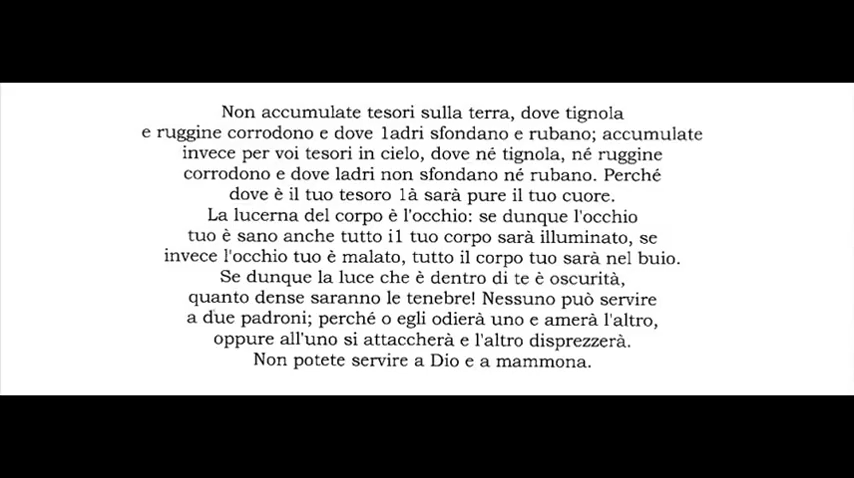 Non accumulate tesori sulla terra, dove tignola
e ruggine corrodono e dove 1adri sfondano e rubano; accumulate
invece per voi tesori in cielo, dove né tignola, né ruggine
corrodono e dove ladri non sfondano né rubano. Perché
dove è il tuo tesoro 1à sarà pure il tuo cuore.
La lucerna del corpo è l'occhio: se dunque l'occhio
tuo è sano anche tutto i1 tuo corpo sarà illuminato, se
invece l'occhio tuo è malato, tutto il corpo tuo sarà nel buio.
Se dunque la luce che è dentro di te è oscurità,
quanto dense saranno le tenebre! Nessuno può servire
a due padroni; perché o egli odierà uno e amerà l'altro,
oppure all'uno si attaccherà e l'altro disprezzerà.
Non potete servire a Dio e a mammona.